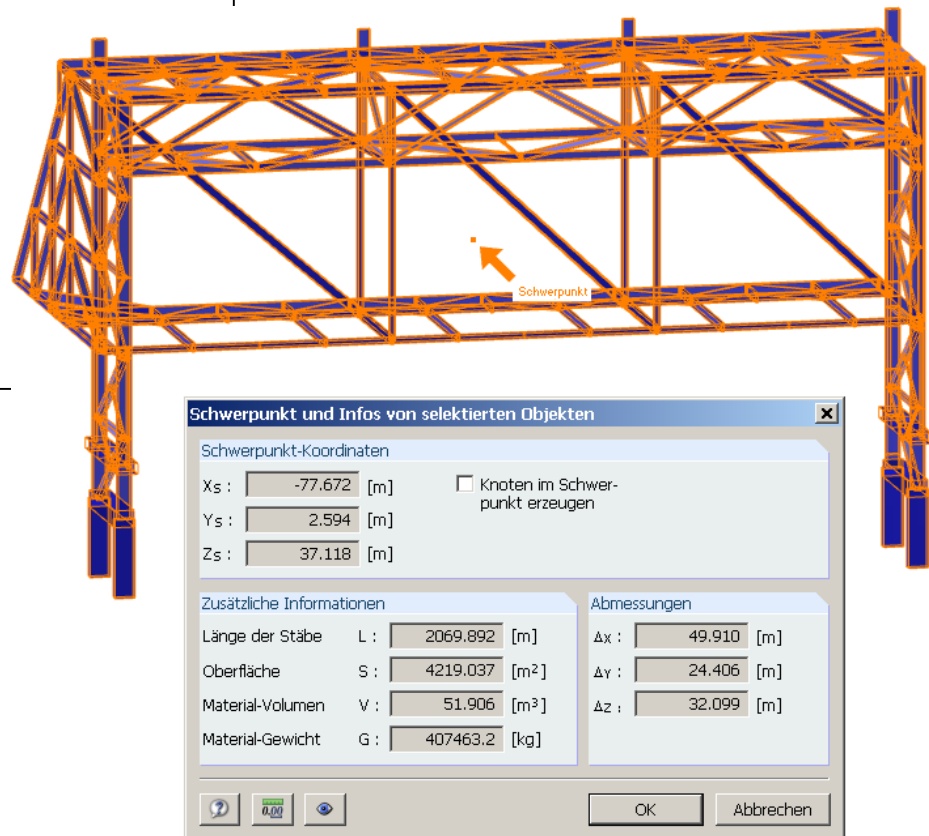 Schwerpunkt
Schwerpunkt und Infos von selektierten Objekten
Schwerpunkt-Koordinaten
Xs : -77.672 [m]
Knoten im Schwer-
punkt erzeugen
Ys : 2.594 [m]
Zs : 37.118 [m]
Zusätzliche Informationen
Länge der Stäbe L : 2069.892 [m]
Oberfläche S : 4219.037 [m²]
Material-Volumen V : 51.906 [m³]
Material-Gewicht G : 407463.2 [kg]
Abmessungen
Δx : 49.910 [m]
Δy : 24.406 [m]
Δz : 32.099 [m]
0.00
OK
Abbrechen